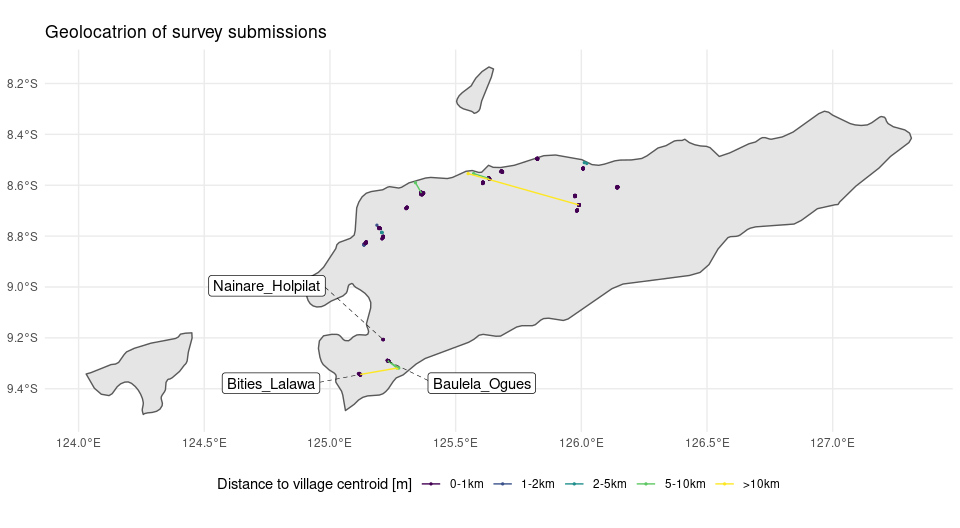 Geolocatrion of survey submissions
8.2°S
8.4°S
8.6°S
8.8°S
9.0°S
Nainare_Holpilat
9.2°S
9.4°S
Bities_Lalawa
Baulela_Ogues
124.0°E 124.5°E 125.0°E 125.5°E 126.0°E 126.5°E 127.0°E
Distance to village centroid [m] 0-1km 1-2km 2-5km 5-10km >10km